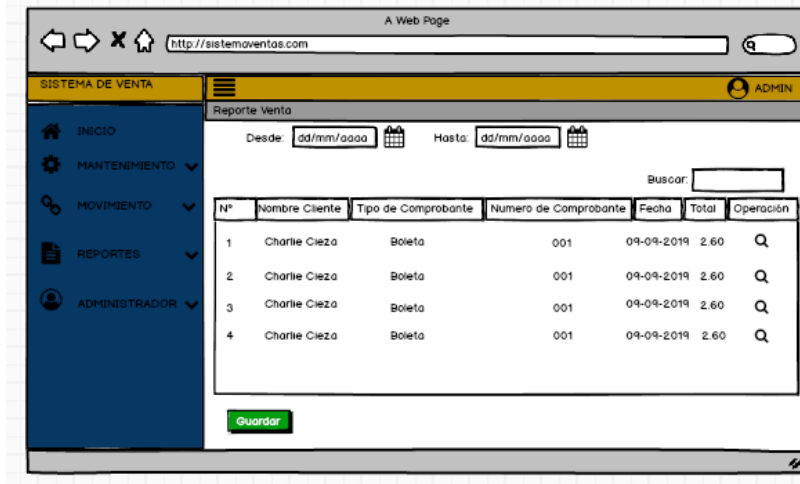 A Web Page
http://sistemaventas.com
SISTEMA DE VENTA
ADMIN
Reporte Venta
INICIO
MANTENIMIENTO
MOVIMIENTO
REPORTES
ADMINISTRADOR
Desde: dd/mm/aaaa Hasta: dd/mm/aaaa
Buscar:
N° Nombre Cliente Tipo de Comprobante Numero de Comprobante Fecha Total Operación
1 Charlie Cieza Boleta 001 09-09-2019 2.60
2 Charlie Cieza Boleta 001 09-09-2019 2.60
3 Charlie Cieza Boleta 001 09-09-2019 2.60
4 Charlie Cieza Boleta 001 09-09-2019 2.60
Guardar